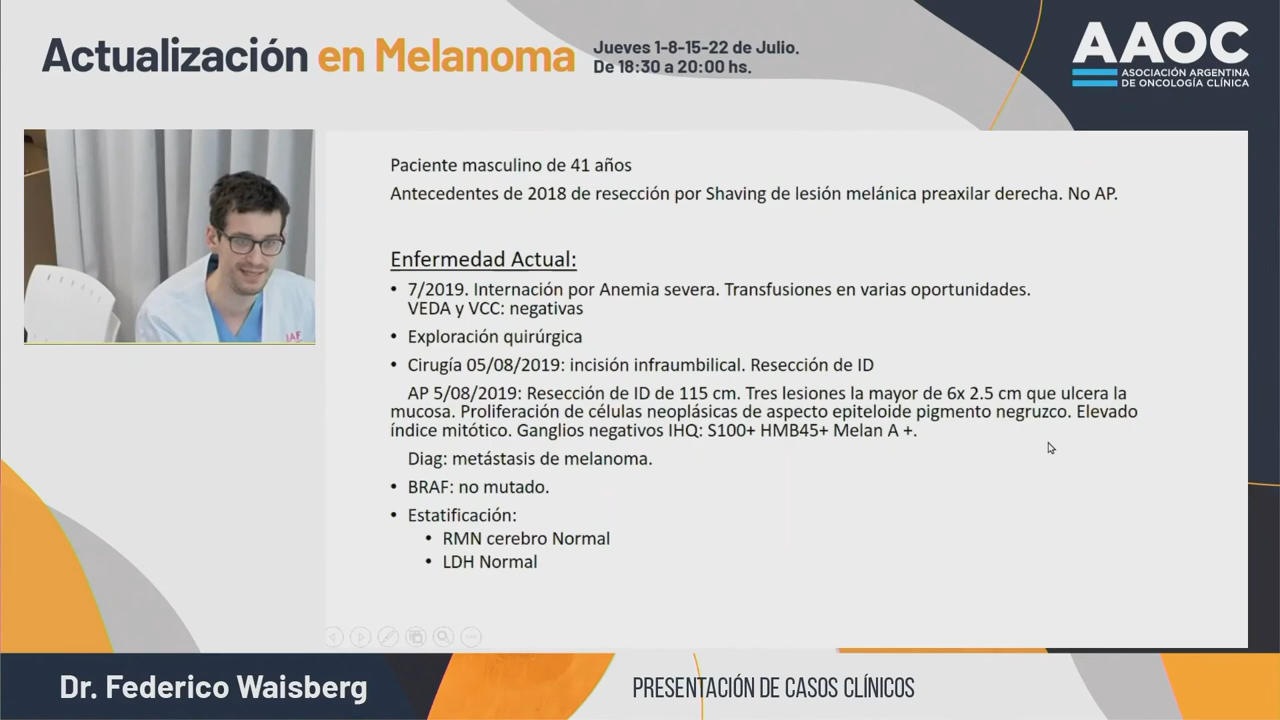 Actualización en Melanoma
Jueves 1-8-15-22 de Julio.
De 18:30 a 20:00 hs.
AAOC
ASOCIACIÓN ARGENTINA
DE ONCOLOGÍA CLÍNICA
Paciente masculino de 41 años
Antecedentes de 2018 de resección por Shaving de lesión melánica preaxilar derecha. No AP.
Enfermedad Actual:
• 7/2019. Internación por Anemia severa. Transfusiones en varias oportunidades.
VEDA y VCC: negativas
• Exploración quirúrgica
• Cirugía 05/08/2019: incisión infraumbilical. Resección de ID
AP 5/08/2019: Resección de ID de 115 cm. Tres lesiones la mayor de 6x 2.5 cm que ulcera la
mucosa. Proliferación de células neoplásicas de aspecto epiteloide pigmento negruzco. Elevado
índice mitótico. Ganglios negativos IHQ: S100+ HMB45+ Melan A +.
Diag: metástasis de melanoma.
• BRAF: no mutado.
• Estatificación:
• RMN cerebro Normal
• LDH Normal
IAF
Dr. Federico Waisberg
PRESENTACIÓN DE CASOS CLÍNICOS